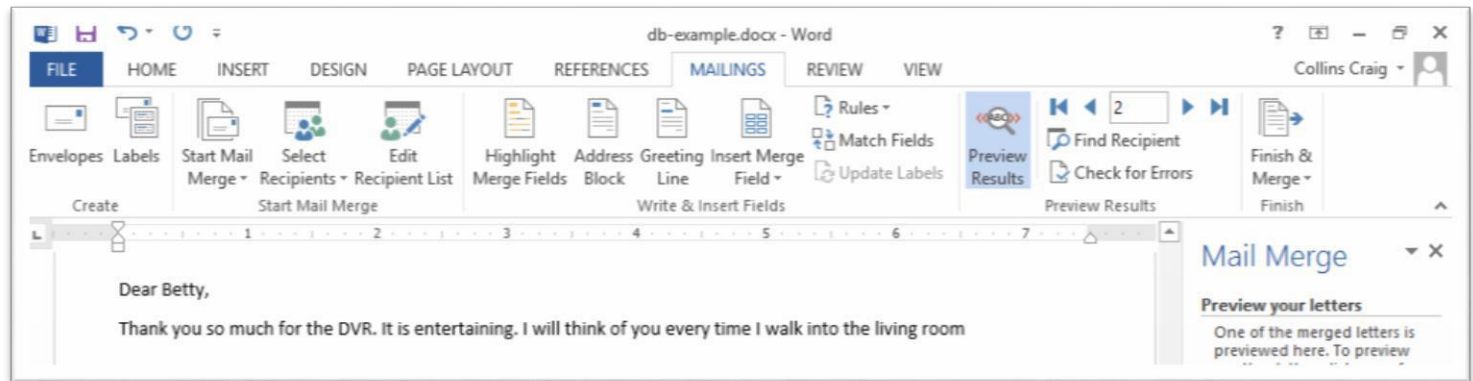 db-example.docx - Word
?
FILE HOME INSERT DESIGN PAGE LAYOUT REFERENCES MAILINGS REVIEW VIEW Collins Craig
Envelopes Labels
Create
Start Mail Merge Select Recipients Edit Recipient List
Start Mail Merge
Highlight Merge Fields Address Block Greeting Line Insert Merge Field
Rules
Match Fields
Update Labels
Write & Insert Fields
«ABC»
Preview Results
2
Find Recipient
Check for Errors
Preview Results
Finish & Merge
Finish
L 1 2 3 4 5 6 7
Dear Betty,
Thank you so much for the DVR. It is entertaining. I will think of you every time I walk into the living room
Mail Merge
Preview your letters
One of the merged letters is
previewed here. To preview